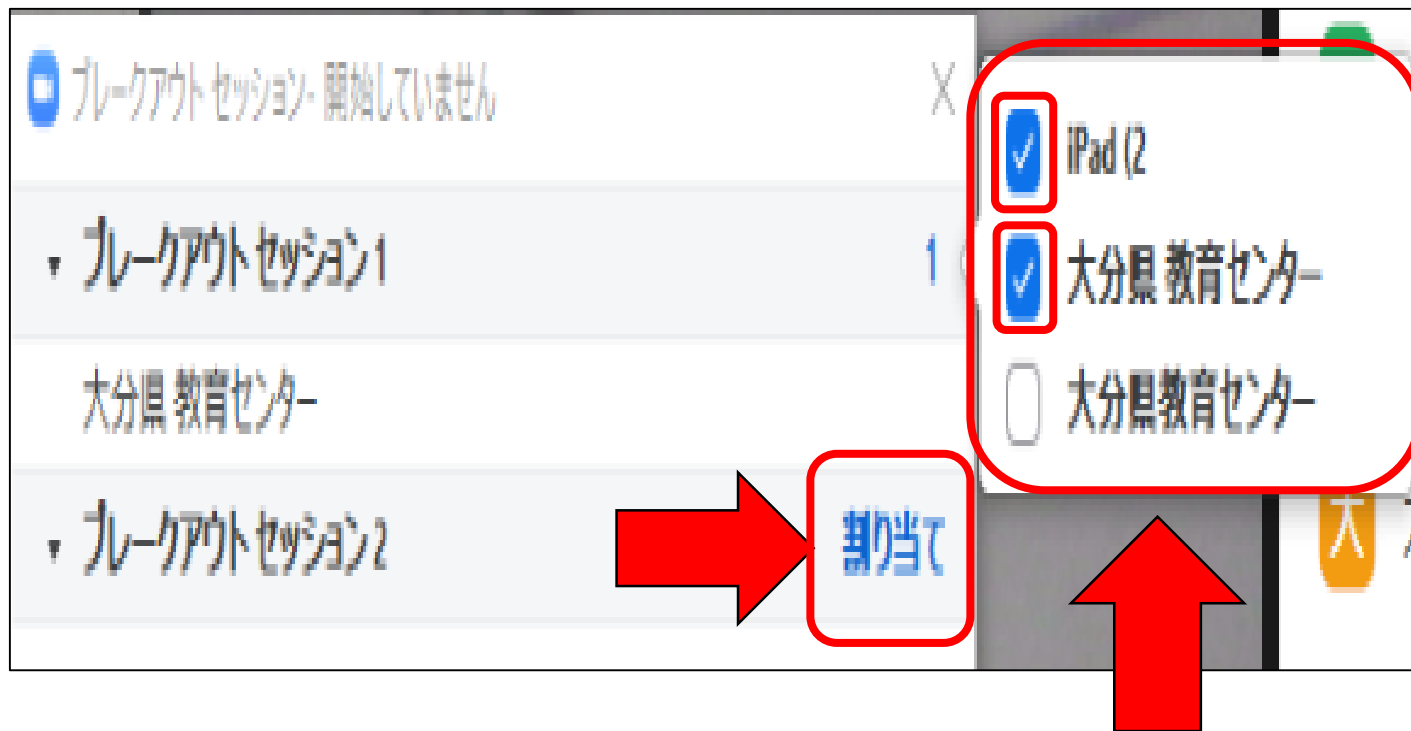 ブレークアウト セッション - 開始していません
ブレークアウト セッション 1 1
大分県 教育センター
ブレークアウト セッション 2 割り当て
iPad (2
大分県 教育センター
大分県教育センター
大